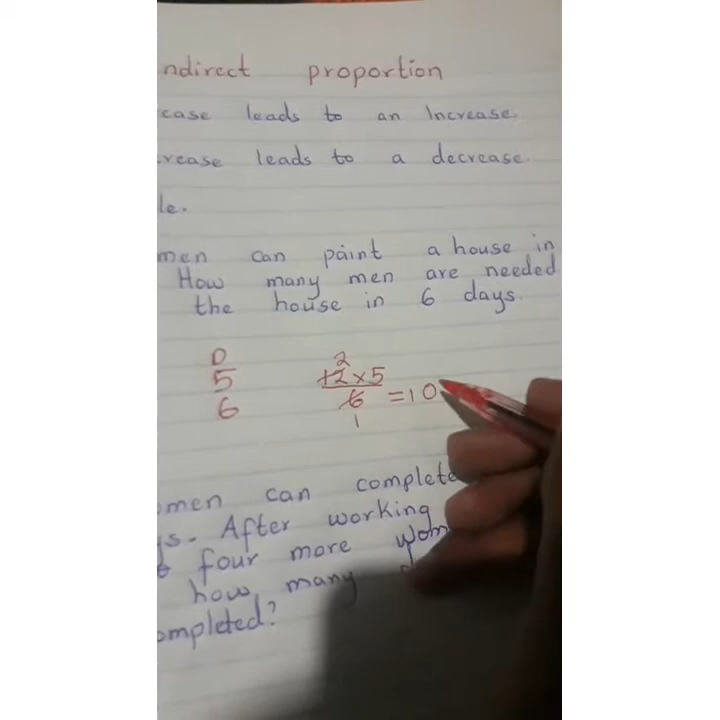 ndirect proportion
case leads to an Increase.
rease leads to a decrease.
le.
men can paint a house in
How many men are needed
the house in 6 days.
D
5
6
2
12 x 5
6 = 10
1
men can complete
s. After working
four more wom
how many
ompleted?